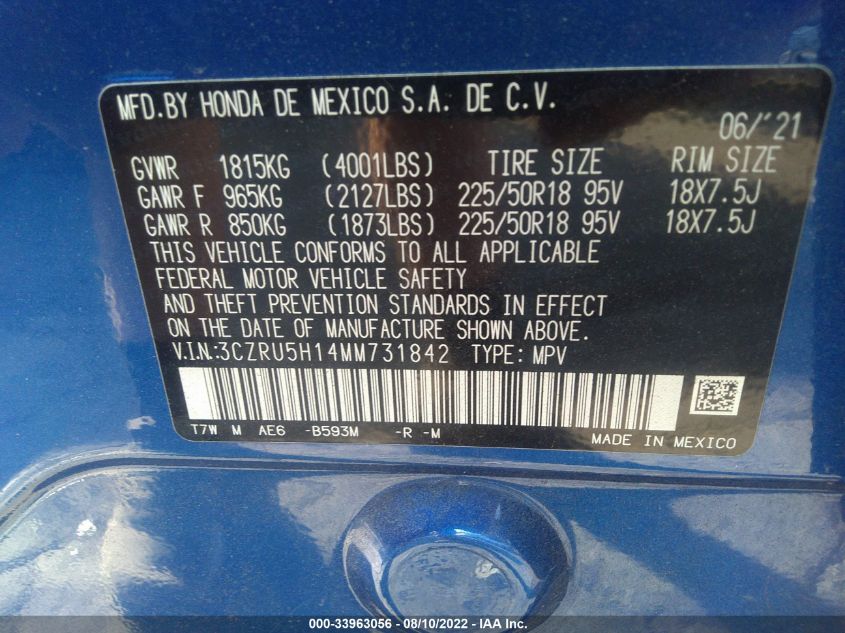 MFD.BY HONDA DE MEXICO S.A. DE C.V.
06/'21
GVWR 1815KG (4001LBS) TIRE SIZE RIM SIZE
GAWR F 965KG (2127LBS) 225/50R18 95V 18X7.5J
GAWR R 850KG (1873LBS) 225/50R18 95V 18X7.5J
THIS VEHICLE CONFORMS TO ALL APPLICABLE
FEDERAL MOTOR VEHICLE SAFETY
AND THEFT PREVENTION STANDARDS IN EFFECT
ON THE DATE OF MANUFACTURE SHOWN ABOVE.
V.I.N:3CZRU5H14MM731842 TYPE: MPV
T7W M AE6 -B593M -R -M
MADE IN MEXICO
000-33963056 - 08/10/2022 - IAA Inc.